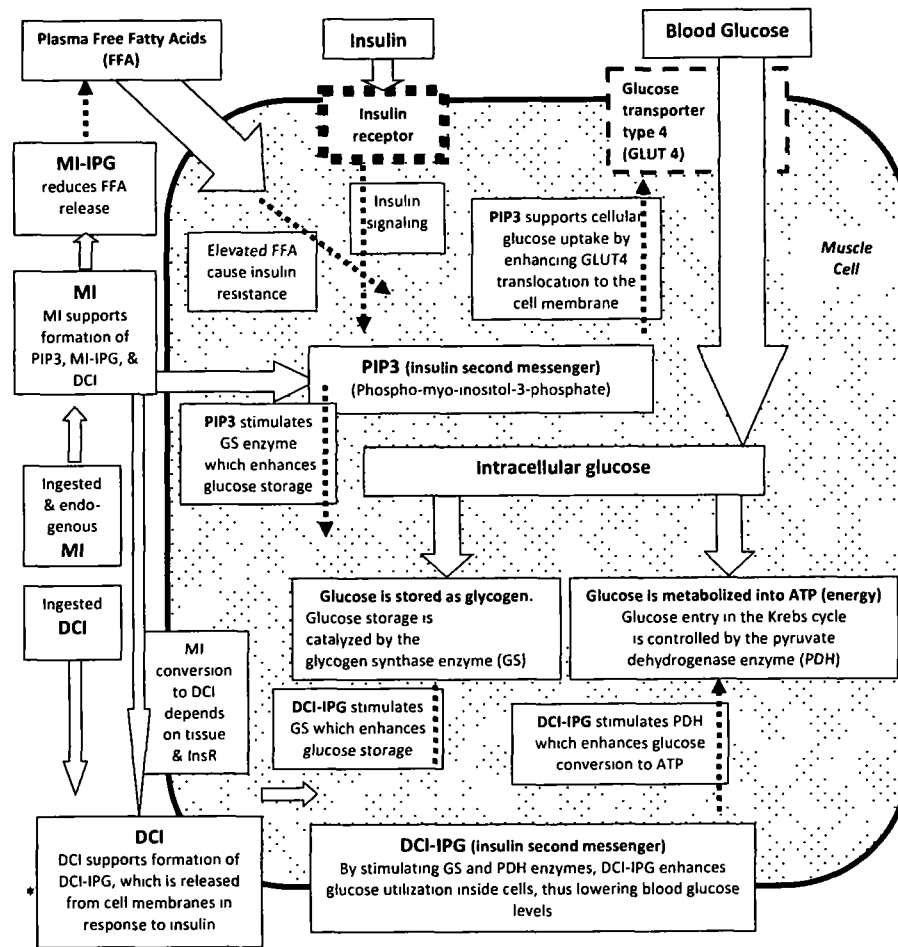 Plasma Free Fatty Acids
(FFA)
Insulin
Blood Glucose
Insulin
receptor
Glucose
transporter
type 4
(GLUT 4)
MI-IPG
reduces FFA
release
Insulin
signaling
PIP3 supports cellular
glucose uptake by
enhancing GLUT4
translocation to the
cell membrane
Muscle
Cell
Elevated FFA
cause insulin
resistance
MI
MI supports
formation of
PIP3, MI-IPG, &
DCI
PIP3 (insulin second messenger)
(Phospho-myo-inositol-3-phosphate)
PIP3 stimulates
GS enzyme
which enhances
glucose storage
Intracellular glucose
Ingested
& endo-
genous
MI
Ingested
DCI
Glucose is stored as glycogen.
Glucose storage is
catalyzed by the
glycogen synthase enzyme (GS)
Glucose is metabolized into ATP (energy)
Glucose entry in the Krebs cycle
is controlled by the pyruvate
dehydrogenase enzyme (PDH)
MI
conversion
to DCI
depends
on tissue
& InsR
DCI-IPG stimulates
GS which enhances
glucose storage
DCI-IPG stimulates PDH
which enhances glucose
conversion to ATP
DCI
DCI supports formation of
DCI-IPG, which is released
* from cell membranes in
response to insulin
DCI-IPG (insulin second messenger)
By stimulating GS and PDH enzymes, DCI-IPG enhances
glucose utilization inside cells, thus lowering blood glucose
levels